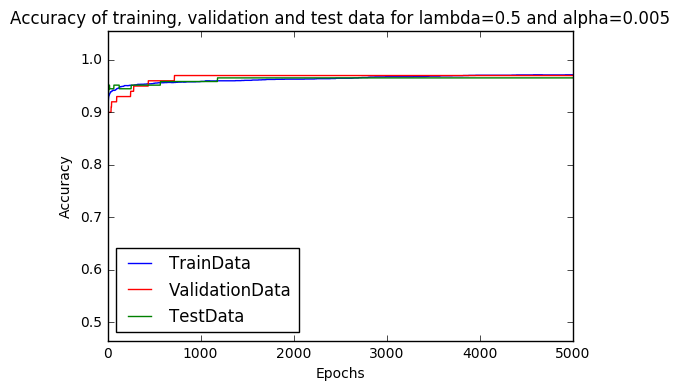 Accuracy of training, validation and test data for lambda=0.5 and alpha=0.005
1.0
0.9
0.8
0.7
0.6
0.5
Accuracy
TrainData
ValidationData
TestData
0 1000 2000 3000 4000 5000
Epochs